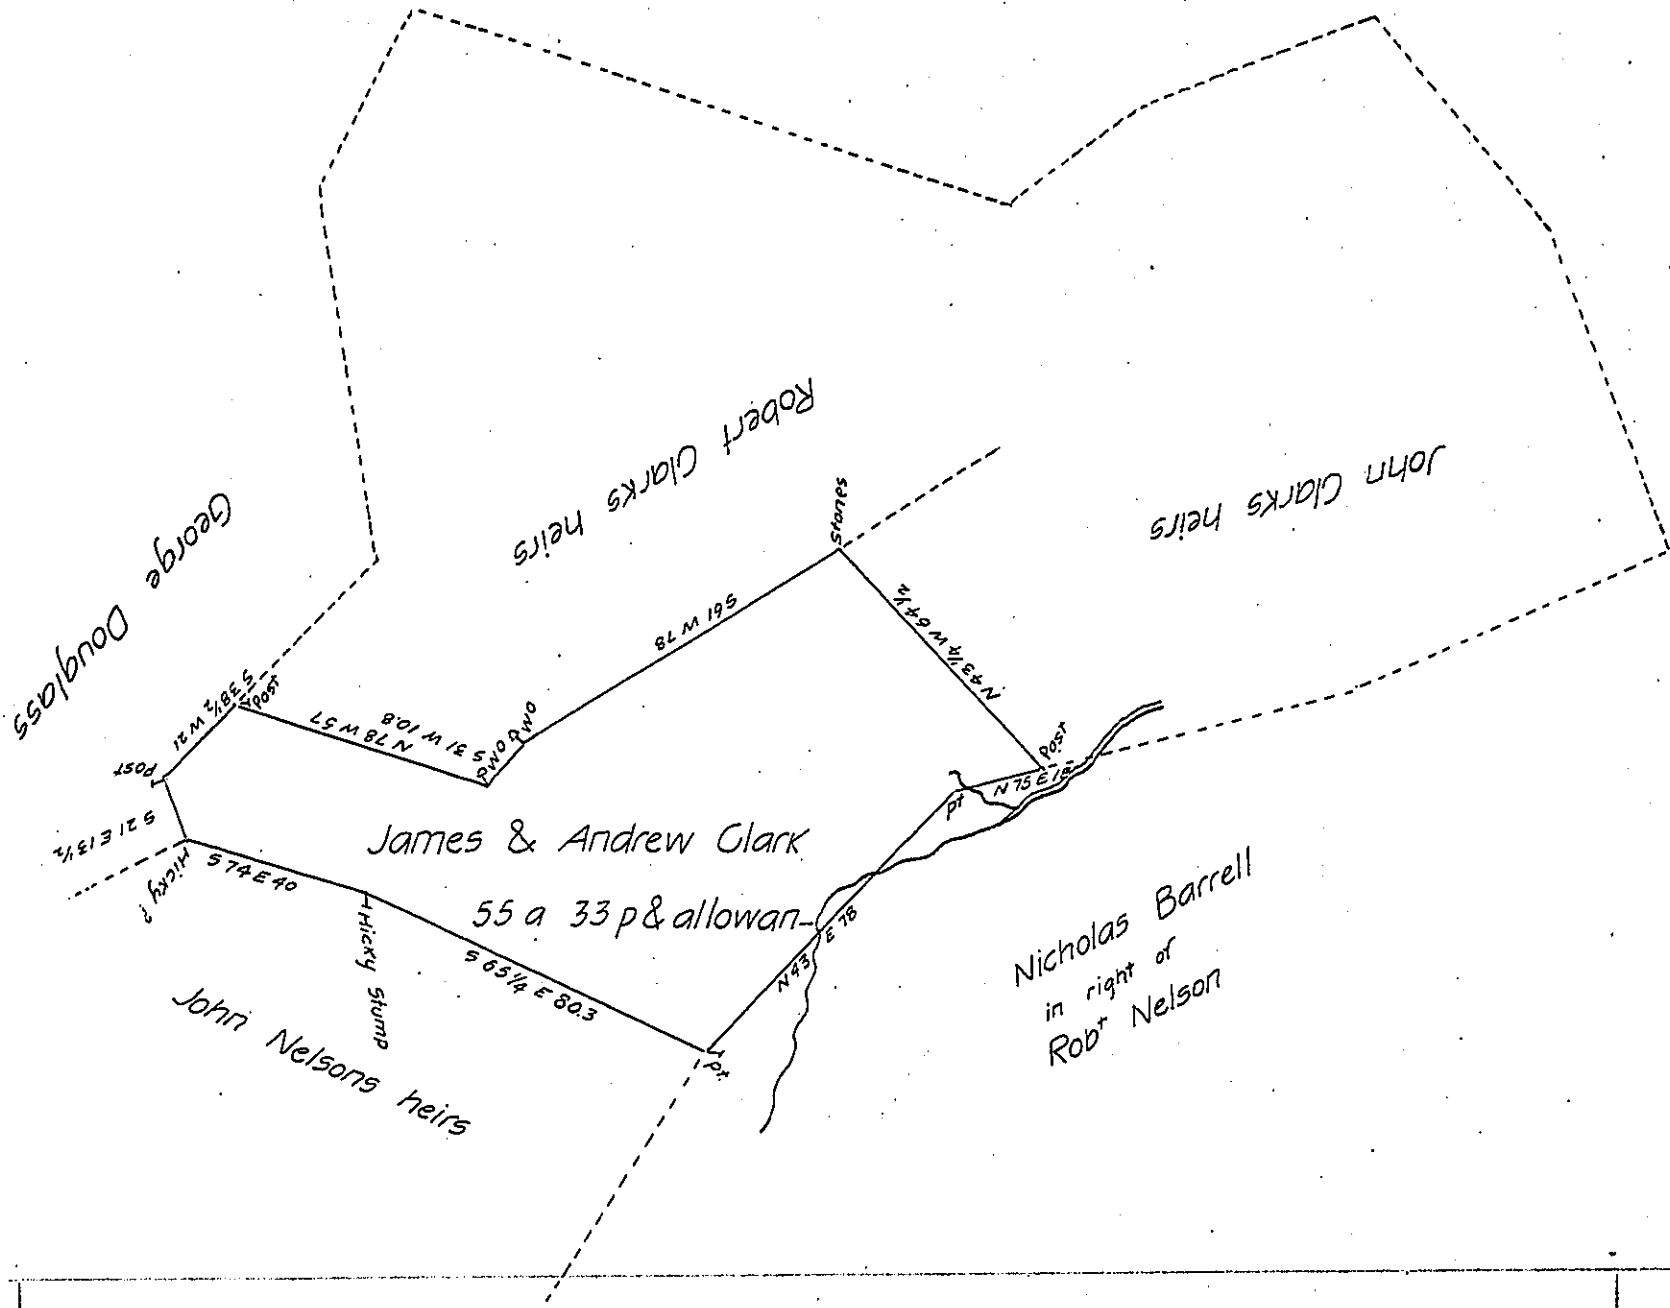 George Douglass
Robert Clarks heirs
John Clarks heirs
Stones
S 61 W 78
N 43¼ W 64½
Post
N 75 E 18
pt
S 38½ W 21
Post
N 78 W 57
S 31 W 10.8
Post
S 21 E 13½
Hicky?
S 74 E 40
Hicky Stump
S 65¼ E 80.3
pt.
N 43 E 78
James & Andrew Clark
55 a 33 p & allowan-
John Nelsons heirs
Nicholas Barrell
in right of
Robᵗ Nelson